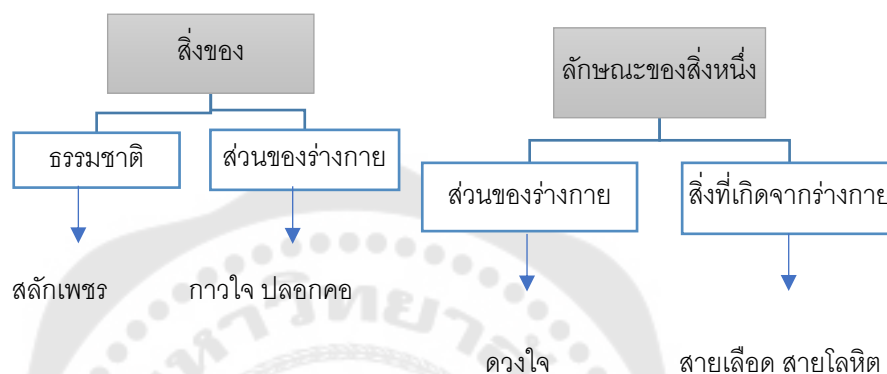 สิ่งของ
ธรรมชาติ ส่วนของร่างกาย
สลักเพชร กาวใจ ปลอกคอ
ลักษณะของสิ่งหนึ่ง
ส่วนของร่างกาย สิ่งที่เกิดจากร่างกาย
ดวงใจ สายเลือด สายโลหิต